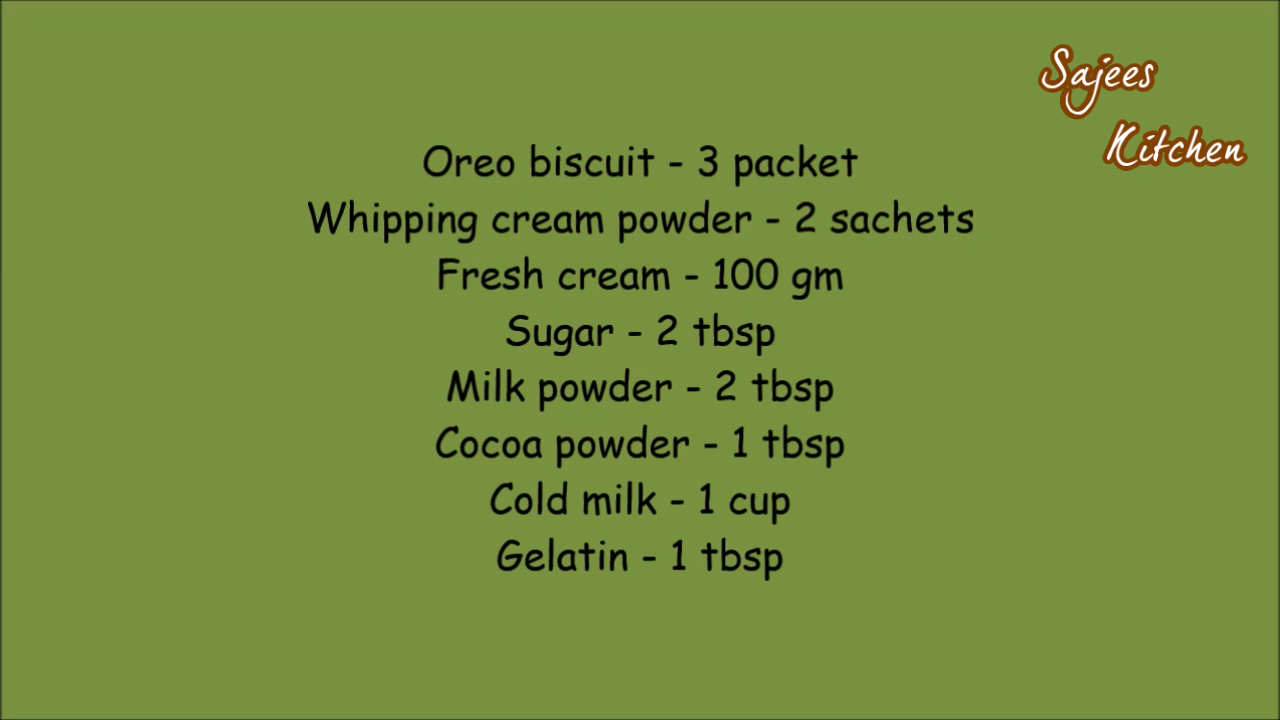 Sajees
Kitchen
Oreo biscuit - 3 packet
Whipping cream powder - 2 sachets
Fresh cream - 100 gm
Sugar - 2 tbsp
Milk powder - 2 tbsp
Cocoa powder - 1 tbsp
Cold milk - 1 cup
Gelatin - 1 tbsp